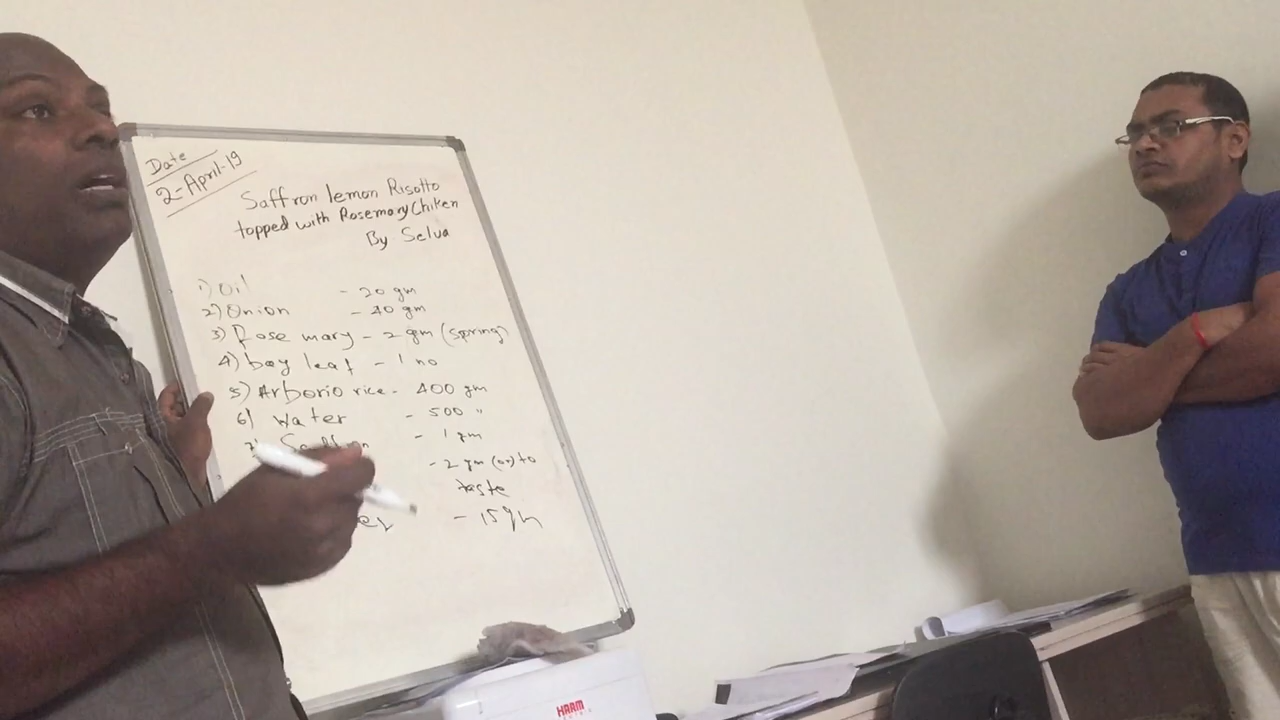 Date
2-April-19
Saffron lemon Risotto
topped with Rosemary Chiken
By Selva
1) Oil - 20 gm
2) Onion - 40 gm
3) Rose mary - 2 gm (spring)
4) bay leaf - 1 no
5) Arborio rice - 400 gm
6) Water - 500 "
- 1 gm
- 2 gm (or) to
taste
- 15 gm
HARM